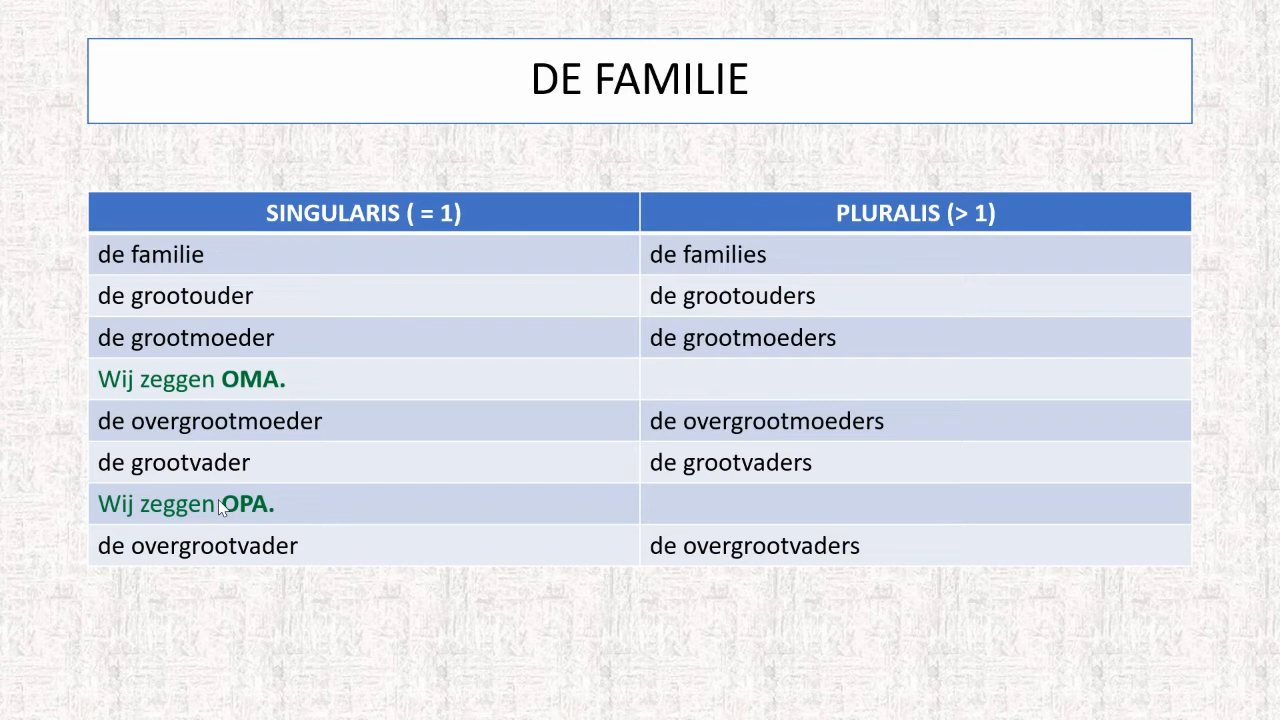 DE FAMILIE
SINGULARIS ( = 1) PLURALIS (> 1)
de familie de families
de grootouder de grootouders
de grootmoeder de grootmoeders
Wij zeggen OMA.
de overgrootmoeder de overgrootmoeders
de grootvader de grootvaders
Wij zeggen OPA.
de overgrootvader de overgrootvaders